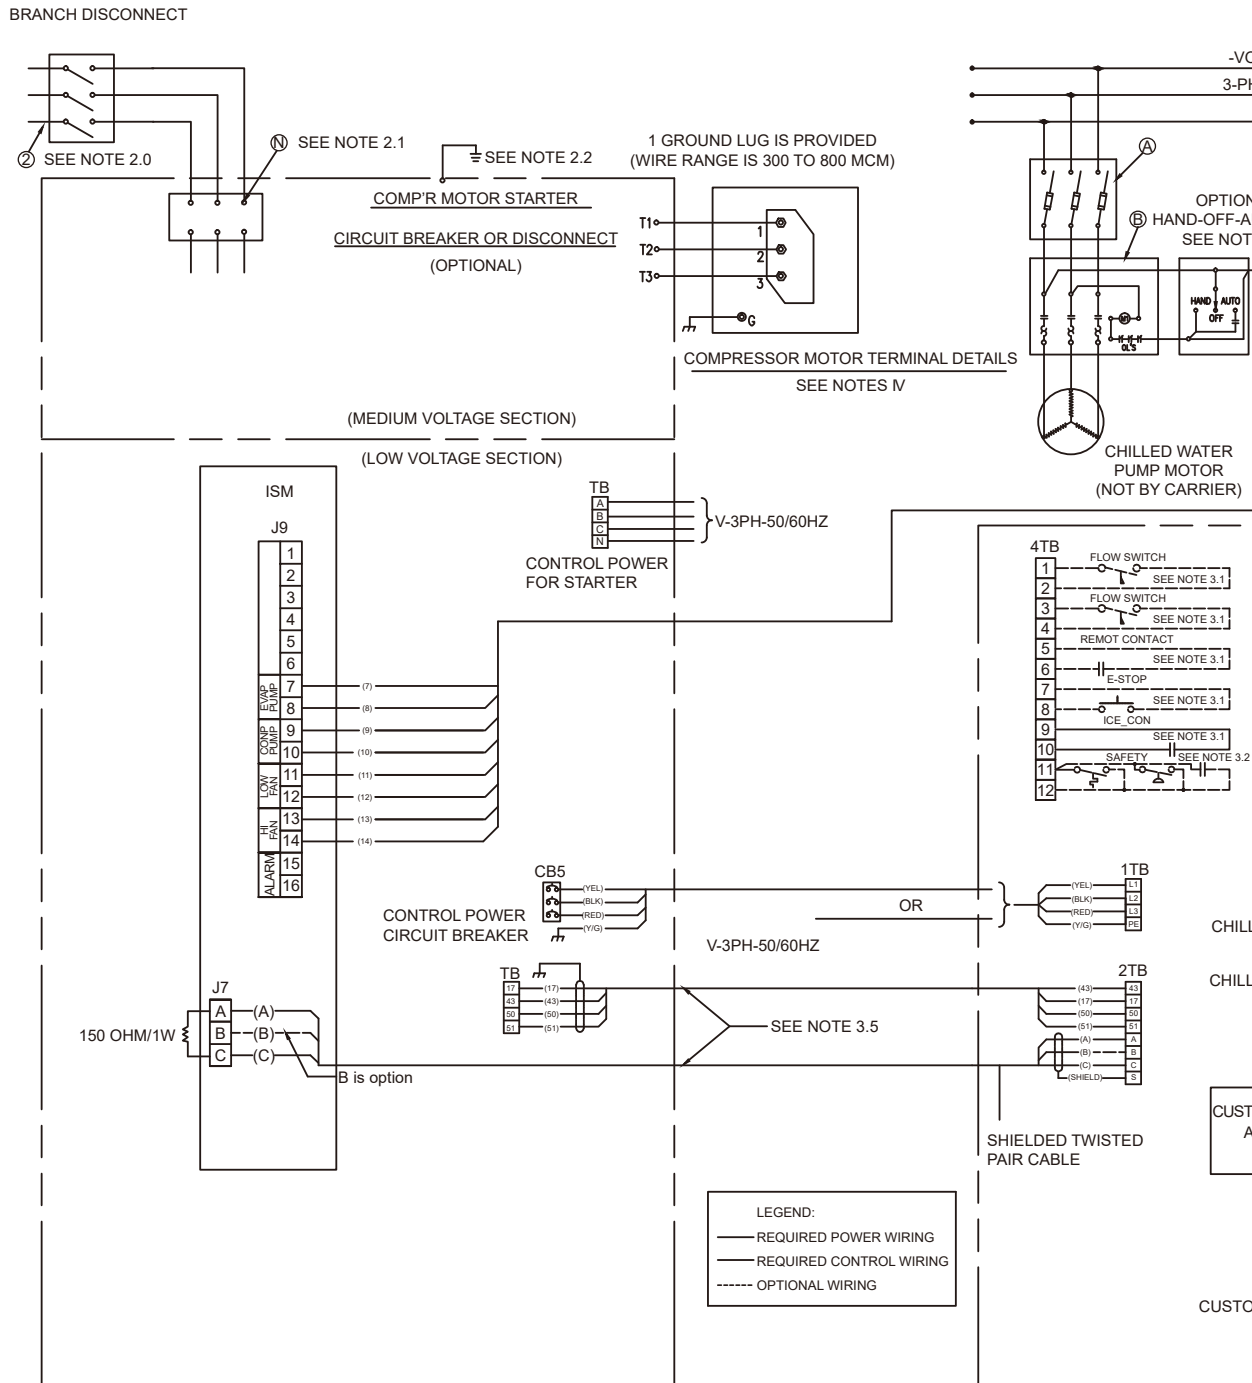 BRANCH DISCONNECT
② SEE NOTE 2.0
Ⓝ SEE NOTE 2.1
SEE NOTE 2.2
COMP'R MOTOR STARTER
CIRCUIT BREAKER OR DISCONNECT
(OPTIONAL)
1 GROUND LUG IS PROVIDED
(WIRE RANGE IS 300 TO 800 MCM)
T1 1
T2 2
T3 3
G
COMPRESSOR MOTOR TERMINAL DETAILS
SEE NOTES IV
3-PH
Ⓐ
Ⓑ
OPTION
HAND-OFF-A
SEE NOT
HAND AUTO
OFF
M1
OL'S
CHILLED WATER
PUMP MOTOR
(NOT BY CARRIER)
(MEDIUM VOLTAGE SECTION)
(LOW VOLTAGE SECTION)
ISM
J9
1
2
3
4
5
6
EVAP
PUMP
7 (7)
8 (8)
CONP
PUMP
9 (9)
10 (10)
LOW
FAN
11 (11)
12 (12)
HI
FAN
13 (13)
14 (14)
ALARM
15
16
TB
A
B
C
N
V-3PH-50/60HZ
CONTROL POWER
FOR STARTER
4TB
1 FLOW SWITCH
SEE NOTE 3.1
2
3 FLOW SWITCH
SEE NOTE 3.1
4
5 REMOT CONTACT
SEE NOTE 3.1
6
7 E-STOP
SEE NOTE 3.1
8
9 ICE_CON
SEE NOTE 3.1
10
11 SAFETY SEE NOTE 3.2
12
CB5
(YEL)
(BLK)
(RED)
(Y/G)
CONTROL POWER
CIRCUIT BREAKER
OR
V-3PH-50/60HZ
1TB
(YEL) L1
(BLK) L2
(RED) L3
(Y/G) PE
CHILL
CHILL
TB
17 (17)
43 (43)
50 (50)
51 (51)
SEE NOTE 3.5
2TB
(43) 43
(17) 17
(50) 50
(51) 51
(A) A
(B) B
(C) C
(SHIELD) S
J7
A (A)
B (B)
C (C)
150 OHM/1W
B is option
SHIELDED TWISTED
PAIR CABLE
CUST
A
LEGEND:
REQUIRED POWER WIRING
REQUIRED CONTROL WIRING
OPTIONAL WIRING
CUSTO